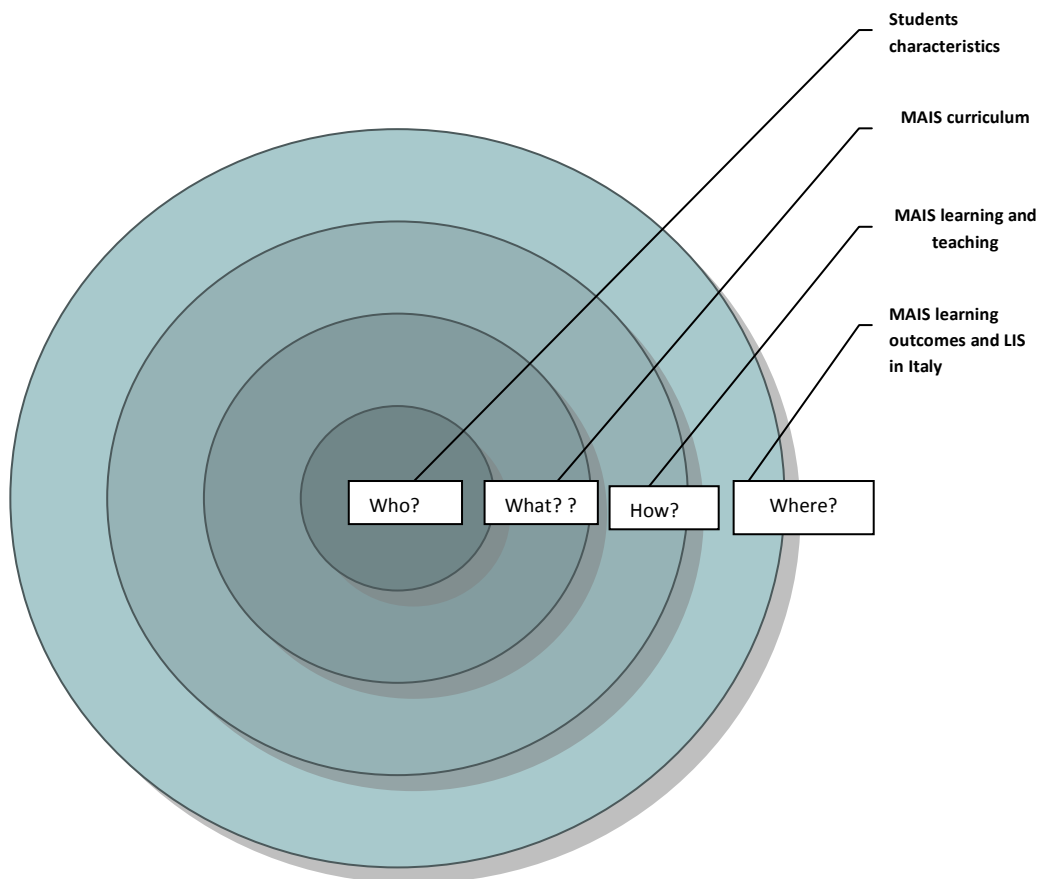 Students
characteristics
MAIS curriculum
MAIS learning and
teaching
MAIS learning
outcomes and LIS
in Italy
Who?
What? ?
How?
Where?